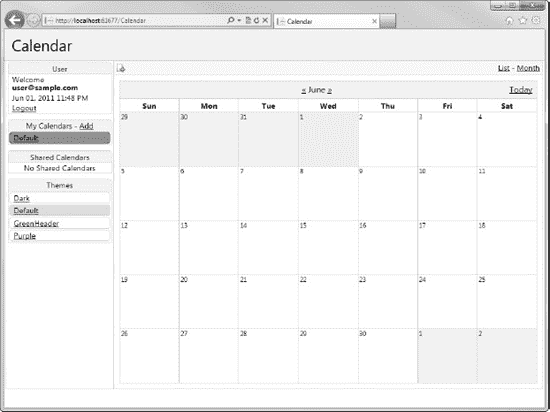 http://localhost:81677/Calendar
Calendar
Calendar
User
Welcome
user@sample.com
Jun 01, 2011 11:48 PM
Logout
My Calendars - Add
Default
Shared Calendars
No Shared Calendars
Themes
Dark
Default
GreenHeader
Purple
List - Month
« June »
Today
Sun Mon Tue Wed Thu Fri Sat
29 30 31 1 2 3 4
5 6 7 8 9 10 11
12 13 14 15 16 17 18
19 20 21 22 23 24 25
26 27 28 29 30 1 2